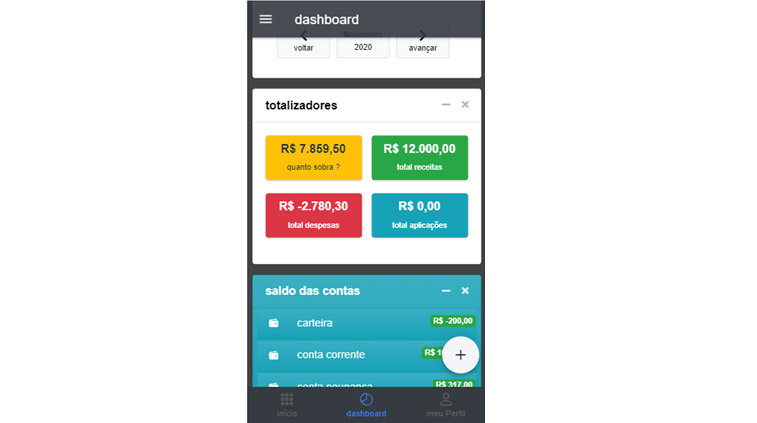 dashboard
Novembro
voltar
2020
avançar
totalizadores
R$ 7.859,50
quanto sobra ?
R$ 12.000,00
total receitas
R$ -2.780,30
total despesas
R$ 0,00
total aplicações
saldo das contas
carteira
R$ -200,00
conta corrente
R$
conta poupança
R$ 317,00
início
dashboard
meu Perfil